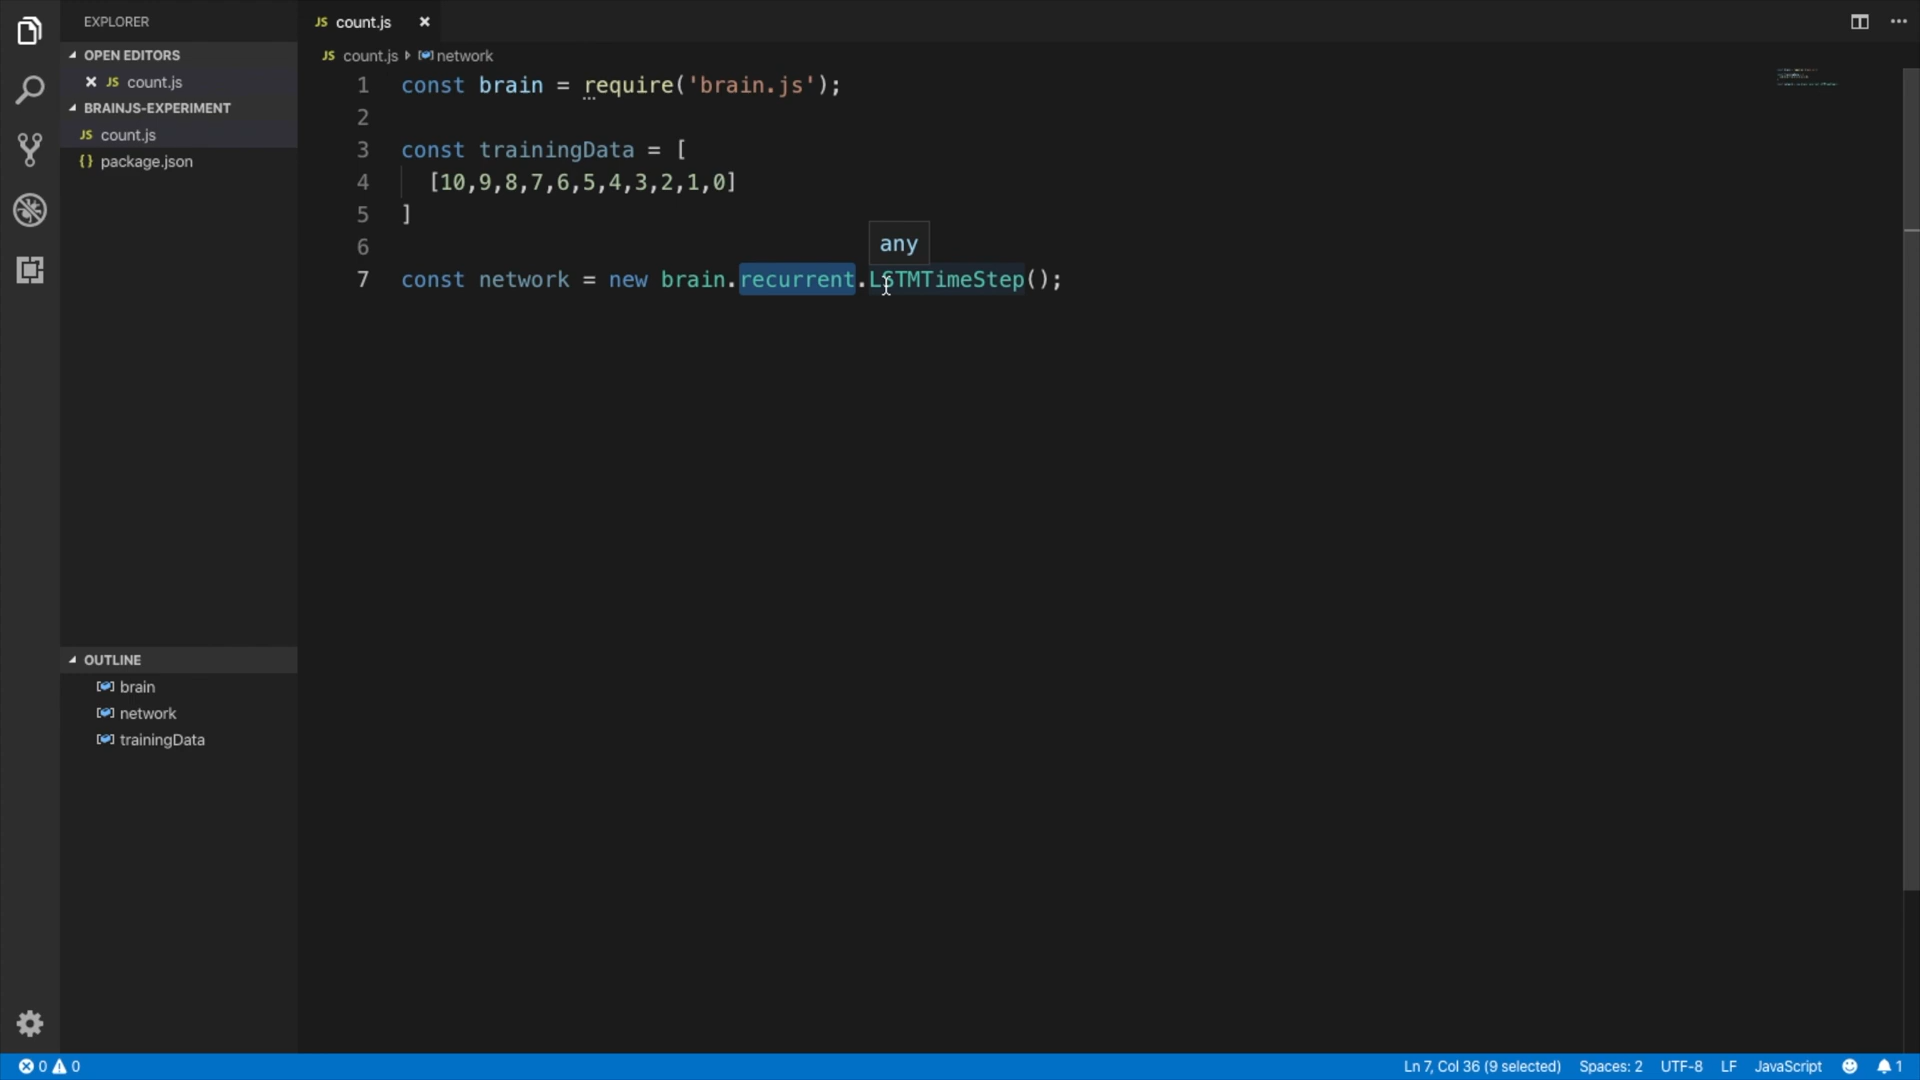 EXPLORER
OPEN EDITORS
JS count.js
BRAINJS-EXPERIMENT
JS count.js
{} package.json
OUTLINE
brain
network
trainingData
JS count.js
JS count.js network
1 const brain = require('brain.js');
2
3 const trainingData = [
4 [10,9,8,7,6,5,4,3,2,1,0]
5 ]
6
any
7 const network = new brain.recurrent.LSTMTimeStep();
0 0
Ln 7, Col 36 (9 selected) Spaces: 2 UTF-8 LF JavaScript 1